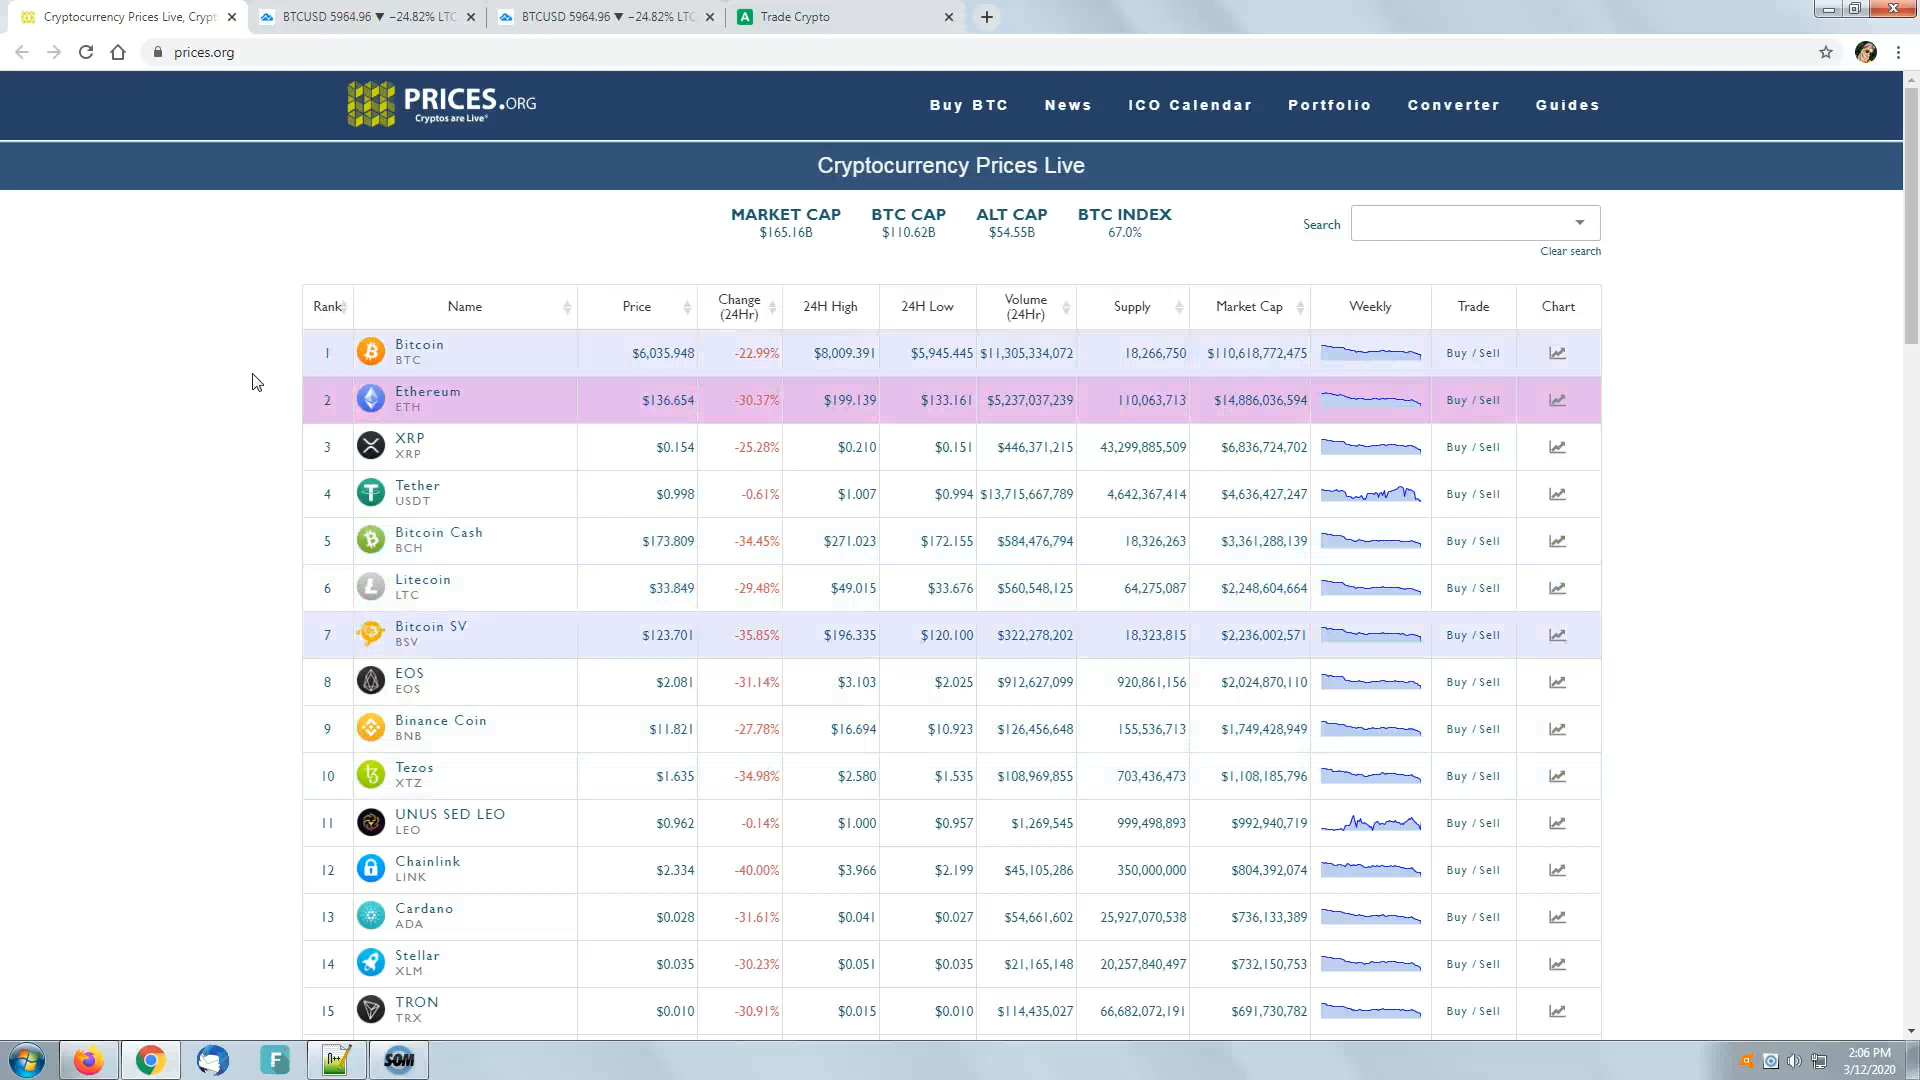 Cryptocurrency Prices Live, Crypt
BTCUSD 5964.96 ▼ −24.82% LTC
BTCUSD 5964.96 ▼ −24.82% LTC
Trade Crypto
prices.org
PRICES.ORG
Cryptos are Live
Buy BTC News ICO Calendar Portfolio Converter Guides
Cryptocurrency Prices Live
MARKET CAP BTC CAP ALT CAP BTC INDEX
$165.16B $110.62B $54.55B 67.0%
Search
Clear search
Rank Name Price Change (24Hr) 24H High 24H Low Volume (24Hr) Supply Market Cap Weekly Trade Chart
1 Bitcoin BTC $6,035.948 -22.99% $8,009.391 $5,945.445 $11,305,334,072 18,266,750 $110,618,772,475 Buy / Sell
2 Ethereum ETH $136.654 -30.37% $199.139 $133.161 $5,237,037,239 110,063,713 $14,886,036,594 Buy / Sell
3 XRP XRP $0.154 -25.28% $0.210 $0.151 $446,371,215 43,299,885,509 $6,836,724,702 Buy / Sell
4 Tether USDT $0.998 -0.61% $1.007 $0.994 $13,715,667,789 4,642,367,414 $4,636,427,247 Buy / Sell
5 Bitcoin Cash BCH $173.809 -34.45% $271.023 $172.155 $584,476,794 18,326,263 $3,361,288,139 Buy / Sell
6 Litecoin LTC $33.849 -29.48% $49.015 $33.676 $560,548,125 64,275,087 $2,248,604,664 Buy / Sell
7 Bitcoin SV BSV $123.701 -35.85% $196.335 $120.100 $322,278,202 18,323,815 $2,236,002,571 Buy / Sell
8 EOS EOS $2.081 -31.14% $3.103 $2.025 $912,627,099 920,861,156 $2,024,870,110 Buy / Sell
9 Binance Coin BNB $11.821 -27.78% $16.694 $10.923 $126,456,648 155,536,713 $1,749,428,949 Buy / Sell
10 Tezos XTZ $1.635 -34.98% $2.580 $1.535 $108,969,855 703,436,473 $1,108,185,796 Buy / Sell
11 UNUS SED LEO LEO $0.962 -0.14% $1.000 $0.957 $1,269,545 999,498,893 $992,940,719 Buy / Sell
12 Chainlink LINK $2.334 -40.00% $3.966 $2.199 $45,105,286 350,000,000 $804,392,074 Buy / Sell
13 Cardano ADA $0.028 -31.61% $0.041 $0.027 $54,661,602 25,927,070,538 $736,133,389 Buy / Sell
14 Stellar XLM $0.035 -30.23% $0.051 $0.035 $21,165,148 20,257,840,497 $732,150,753 Buy / Sell
15 TRON TRX $0.010 -30.91% $0.015 $0.010 $114,435,027 66,682,072,191 $691,730,782 Buy / Sell
F
SOM
2:06 PM
3/12/2020